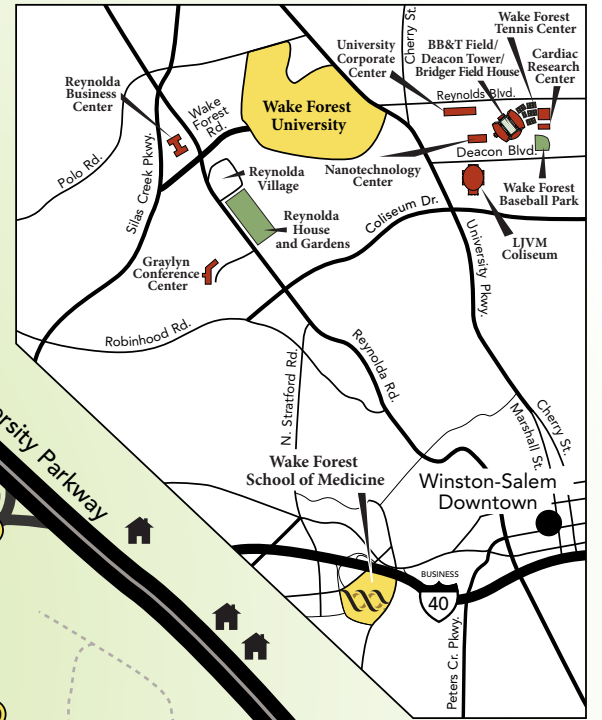 Wake Forest
Tennis Center
Cherry St.
University
Corporate
Center
BB&T Field/
Deacon Tower/
Bridger Field House
Cardiac
Research
Center
Reynolda
Business
Center
Wake
Forest
Rd.
Wake Forest
University
Reynolds Blvd.
Deacon Blvd.
Polo Rd.
Silas Creek Pkwy.
Reynolda
Village
Nanotechnology
Center
Wake Forest
Baseball Park
Reynolda
House
and Gardens
Coliseum Dr.
University Pkwy.
LJVM
Coliseum
Graylyn
Conference
Center
Robinhood Rd.
N. Stratford Rd.
Reynolda Rd.
Cherry St.
Marshall St.
ersity Parkway
Wake Forest
School of Medicine
Winston-Salem
Downtown
BUSINESS
40
Peters Cr. Pkwy.